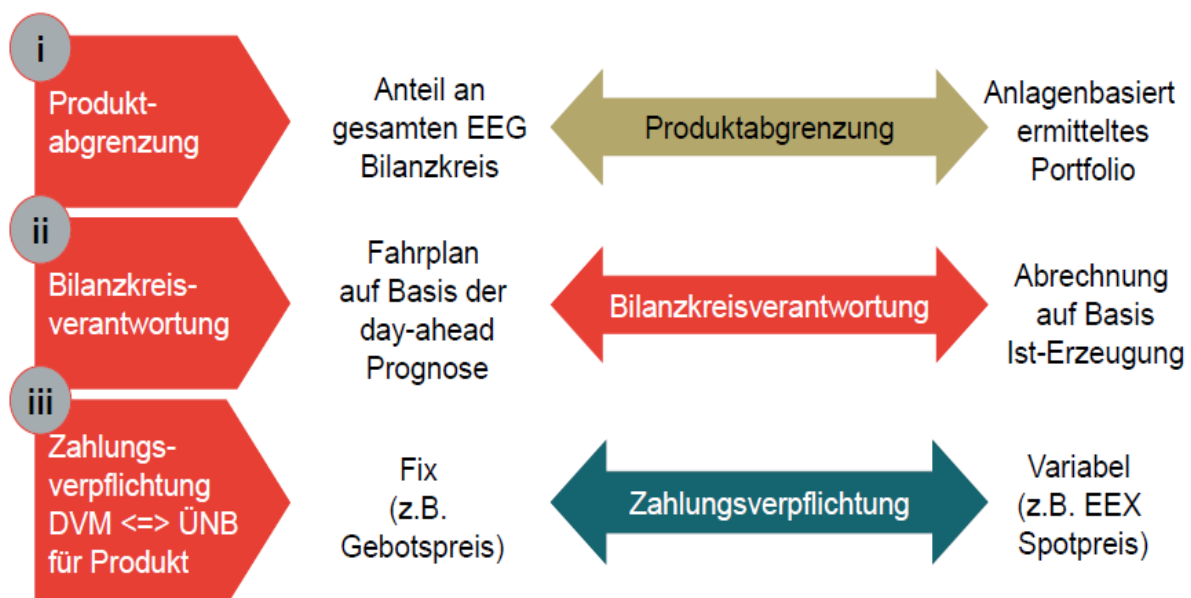 i
Produkt-
abgrenzung
Anteil an
gesamten EEG
Bilanzkreis
Produktabgrenzung
Anlagenbasiert
ermitteltes
Portfolio
ii
Bilanzkreis-
verantwortung
Fahrplan
auf Basis der
day-ahead
Prognose
Bilanzkreisverantwortung
Abrechnung
auf Basis
Ist-Erzeugung
iii
Zahlungs-
verpflichtung
DVM <=> ÜNB
für Produkt
Fix
(z.B.
Gebotspreis)
Zahlungsverpflichtung
Variabel
(z.B. EEX
Spotpreis)